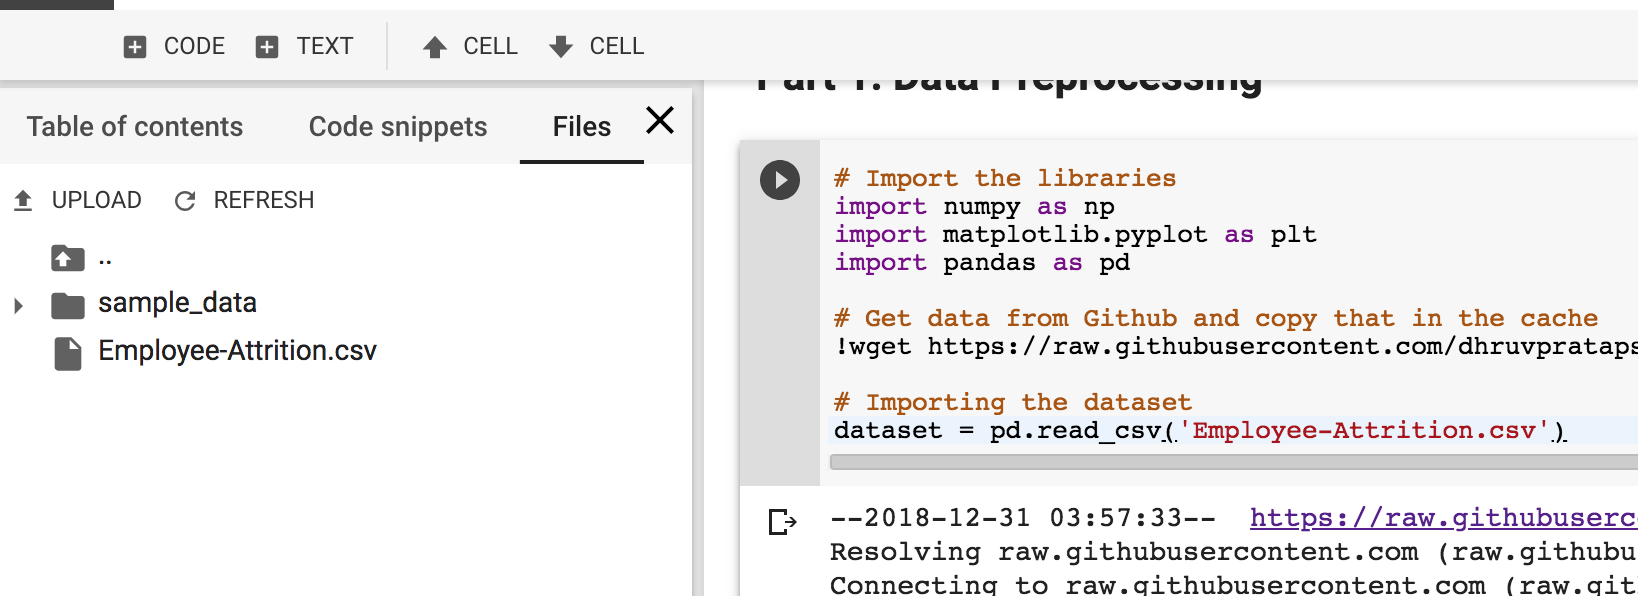 CODE TEXT CELL CELL
Table of contents Code snippets Files
UPLOAD REFRESH
..
sample_data
Employee-Attrition.csv
Part 1: Data Preprocessing
# Import the libraries
import numpy as np
import matplotlib.pyplot as plt
import pandas as pd
# Get data from Github and copy that in the cache
!wget https://raw.githubusercontent.com/dhruvprataps
# Importing the dataset
dataset = pd.read_csv('Employee-Attrition.csv')
--2018-12-31 03:57:33-- https://raw.githubuserc
Resolving raw.githubusercontent.com (raw.githubu
Connecting to raw.githubusercontent.com (raw.git